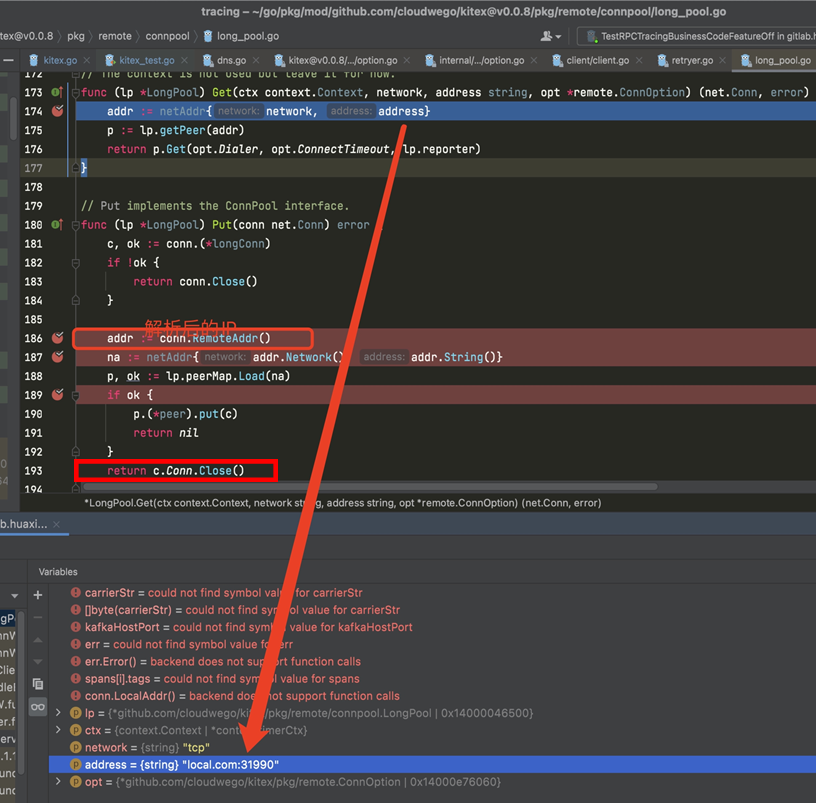 tracing – ~/go/pkg/mod/github.com/cloudwego/kitex@v0.0.8/pkg/remote/connpool/long_pool.go
itex@v0.0.8 › pkg › remote › connpool › long_pool.go
TestRPCTracingBusinessCodeFeatureOff in gitlab.h
kitex.go × kitex_test.go × dns.go × kitex@v0.0.8/.../option.go × internal/.../option.go × client/client.go × retryer.go × long_pool.go
172 // The context is not used but leave it for now.
173 func (lp *LongPool) Get(ctx context.Context, network, address string, opt *remote.ConnOption) (net.Conn, error)
174 addr := netAddr{ network: network, address: address}
175 p := lp.getPeer(addr)
176 return p.Get(opt.Dialer, opt.ConnectTimeout, lp.reporter)
177 }
178
179 // Put implements the ConnPool interface.
180 func (lp *LongPool) Put(conn net.Conn) error
181 c, ok := conn.(*longConn)
182 if !ok {
183 return conn.Close()
184 }
185
解析后的IP
186 addr := conn.RemoteAddr()
187 na := netAddr{ network: addr.Network() address: addr.String()}
188 p, ok := lp.peerMap.Load(na)
189 if ok {
190 p.(*peer).put(c)
191 return nil
192 }
193 return c.Conn.Close()
194
*LongPool.Get(ctx context.Context, network string, address string, opt *remote.ConnOption) (net.Conn, error)
b.huaxi... ×
Variables
carrierStr = could not find symbol value for carrierStr
[]byte(carrierStr) = could not find symbol value for carrierStr
kafkaHostPort = could not find symbol value for kafkaHostPort
err = could not find symbol value for err
err.Error() = backend does not support function calls
spans[i].tags = could not find symbol value for spans
conn.LocalAddr() = backend does not support function calls
lp = {*github.com/cloudwego/kitex/pkg/remote/connpool.LongPool | 0x14000046500}
ctx = {context.Context | *context.timerCtx}
network = {string} "tcp"
address = {string} "local.com:31990"
opt = {*github.com/cloudwego/kitex/pkg/remote.ConnOption | 0x14000e76060}